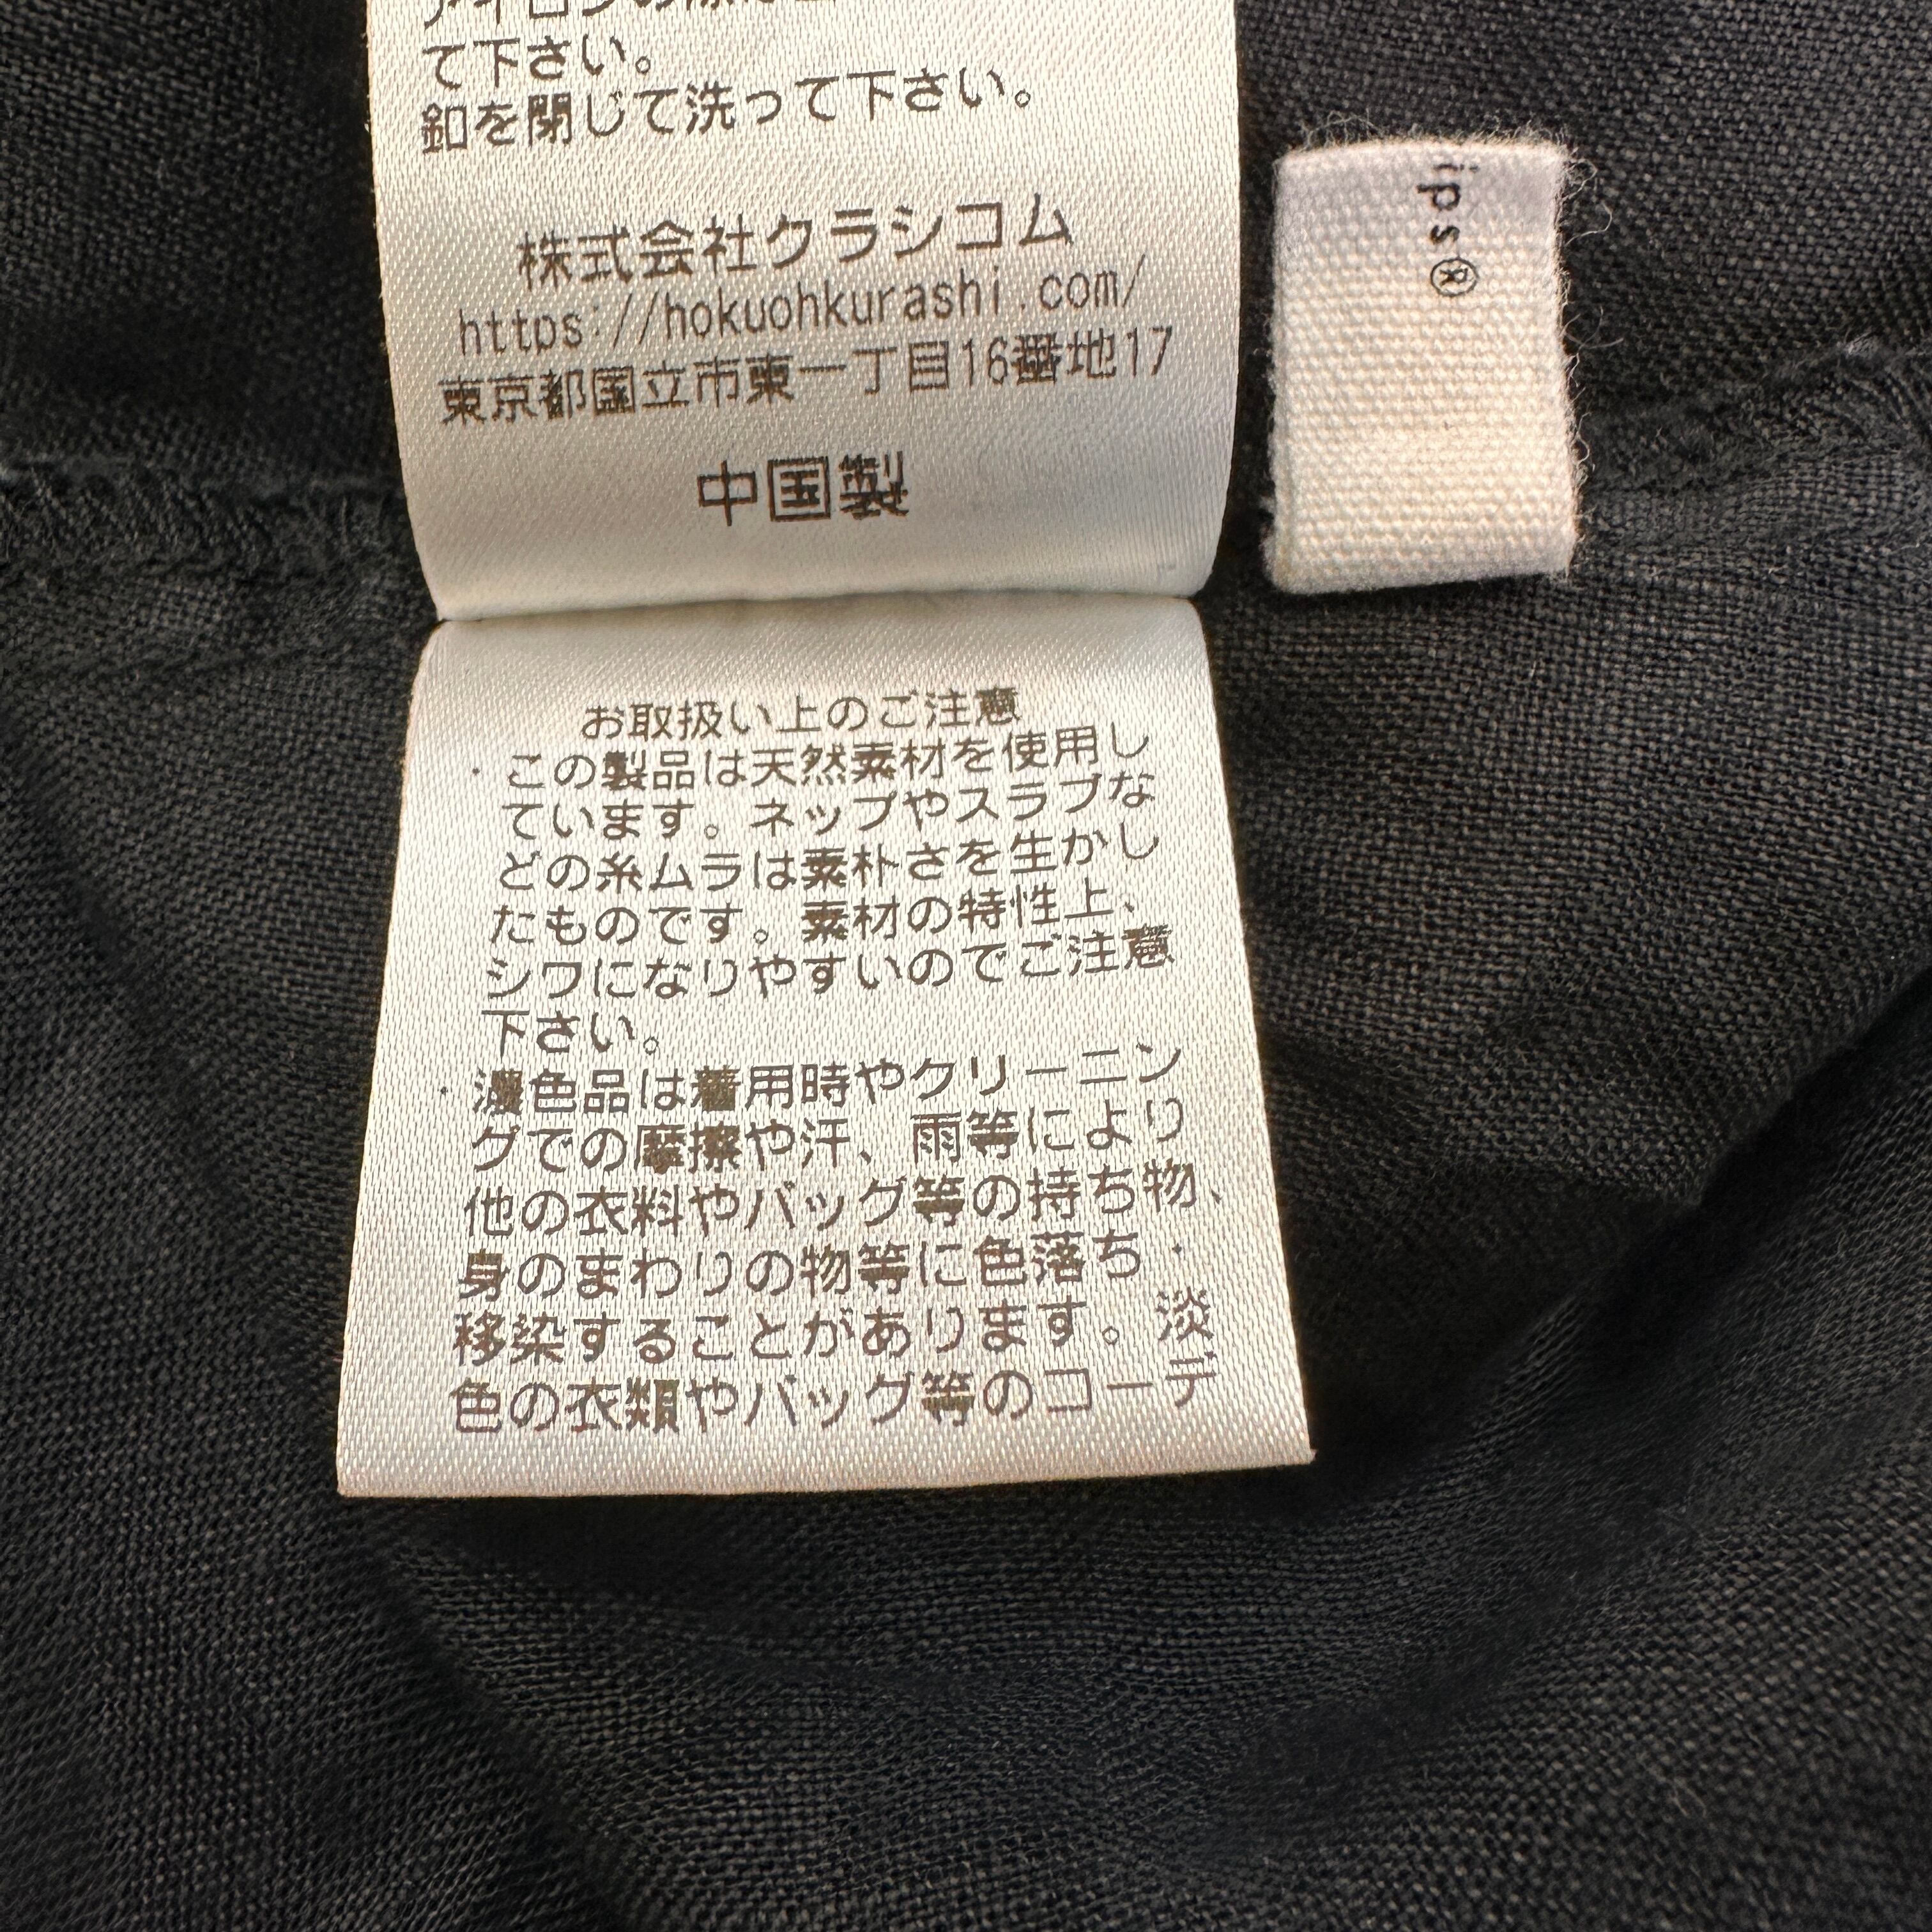 て下さい。
釦を閉じて洗って下さい。
株式会社クラシコム
https://hokuohkurashi.com/
東京都国立市東一丁目16番地17
中国製
お取扱い上のご注意
・この製品は天然素材を使用し
ています。ネップやスラブな
どの糸ムラは素朴さを生かし
たものです。素材の特性上、
シワになりやすいのでご注意
下さい。
・濃色品は着用時やクリーニン
グでの摩擦や汗、雨等により
他の衣料やバッグ等の持ち物、
身のまわりの物等に色落ち・
移染することがあります。淡
色の衣類やバッグ等のコーデ
ips®